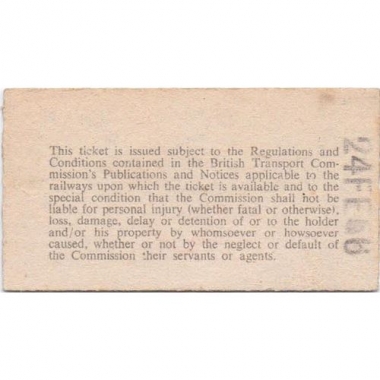 This ticket is issued subject to the Regulations and
Conditions contained in the British Transport Com-
mission's Publications and Notices applicable to the
railways upon which the ticket is available and to the
special condition that the Commission shall not be
liable for personal injury (whether fatal or otherwise),
loss, damage, delay or detention of or to the holder
and/or his property by whomsoever or howsoever
caused, whether or not by the neglect or default of
the Commission their servants or agents.